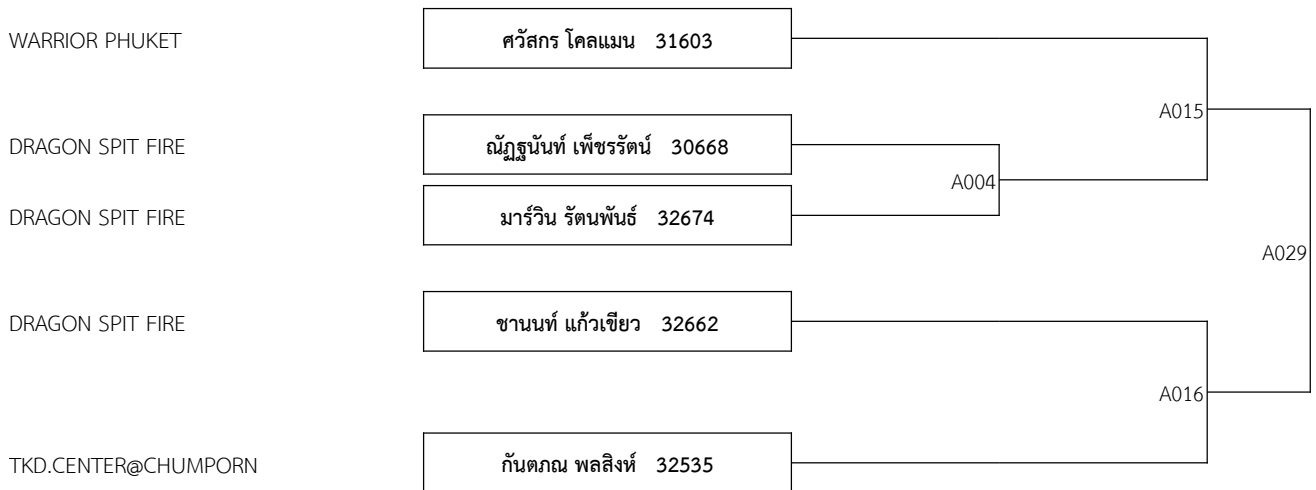 WARRIOR PHUKET ศวัสกร โคลแมน 31603
A015
DRAGON SPIT FIRE ณัฏฐนันท์ เพ็ชรรัตน์ 30668
A004
DRAGON SPIT FIRE มาร์วิน รัตนพันธ์ 32674
A029
DRAGON SPIT FIRE ชานนท์ แก้วเขียว 32662
A016
TKD.CENTER@CHUMPORN กันตภณ พลสิงห์ 32535